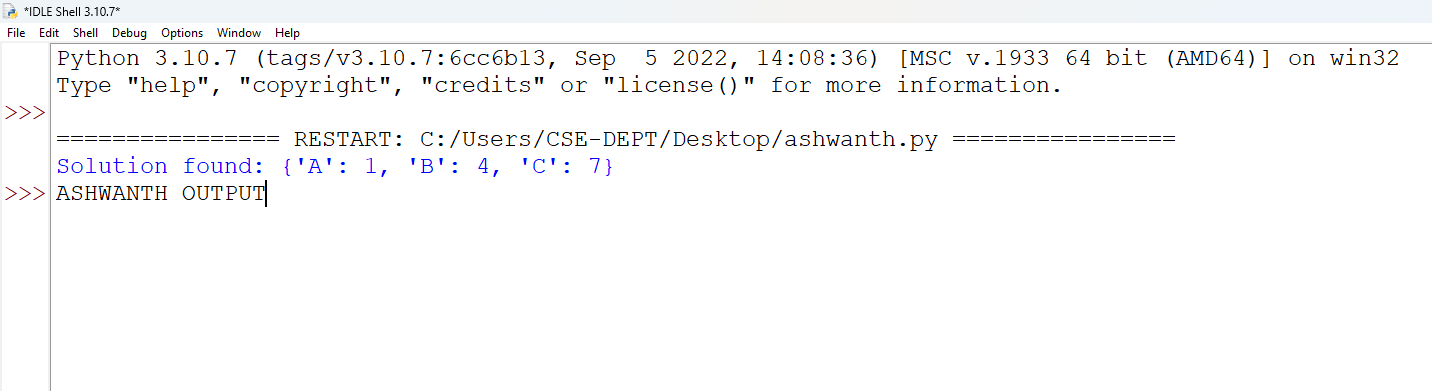 *IDLE Shell 3.10.7*
File Edit Shell Debug Options Window Help
Python 3.10.7 (tags/v3.10.7:6cc6b13, Sep  5 2022, 14:08:36) [MSC v.1933 64 bit (AMD64)] on win32
Type "help", "copyright", "credits" or "license()" for more information.
>>>
================ RESTART: C:/Users/CSE-DEPT/Desktop/ashwanth.py ================
Solution found: {'A': 1, 'B': 4, 'C': 7}
>>> ASHWANTH OUTPUT